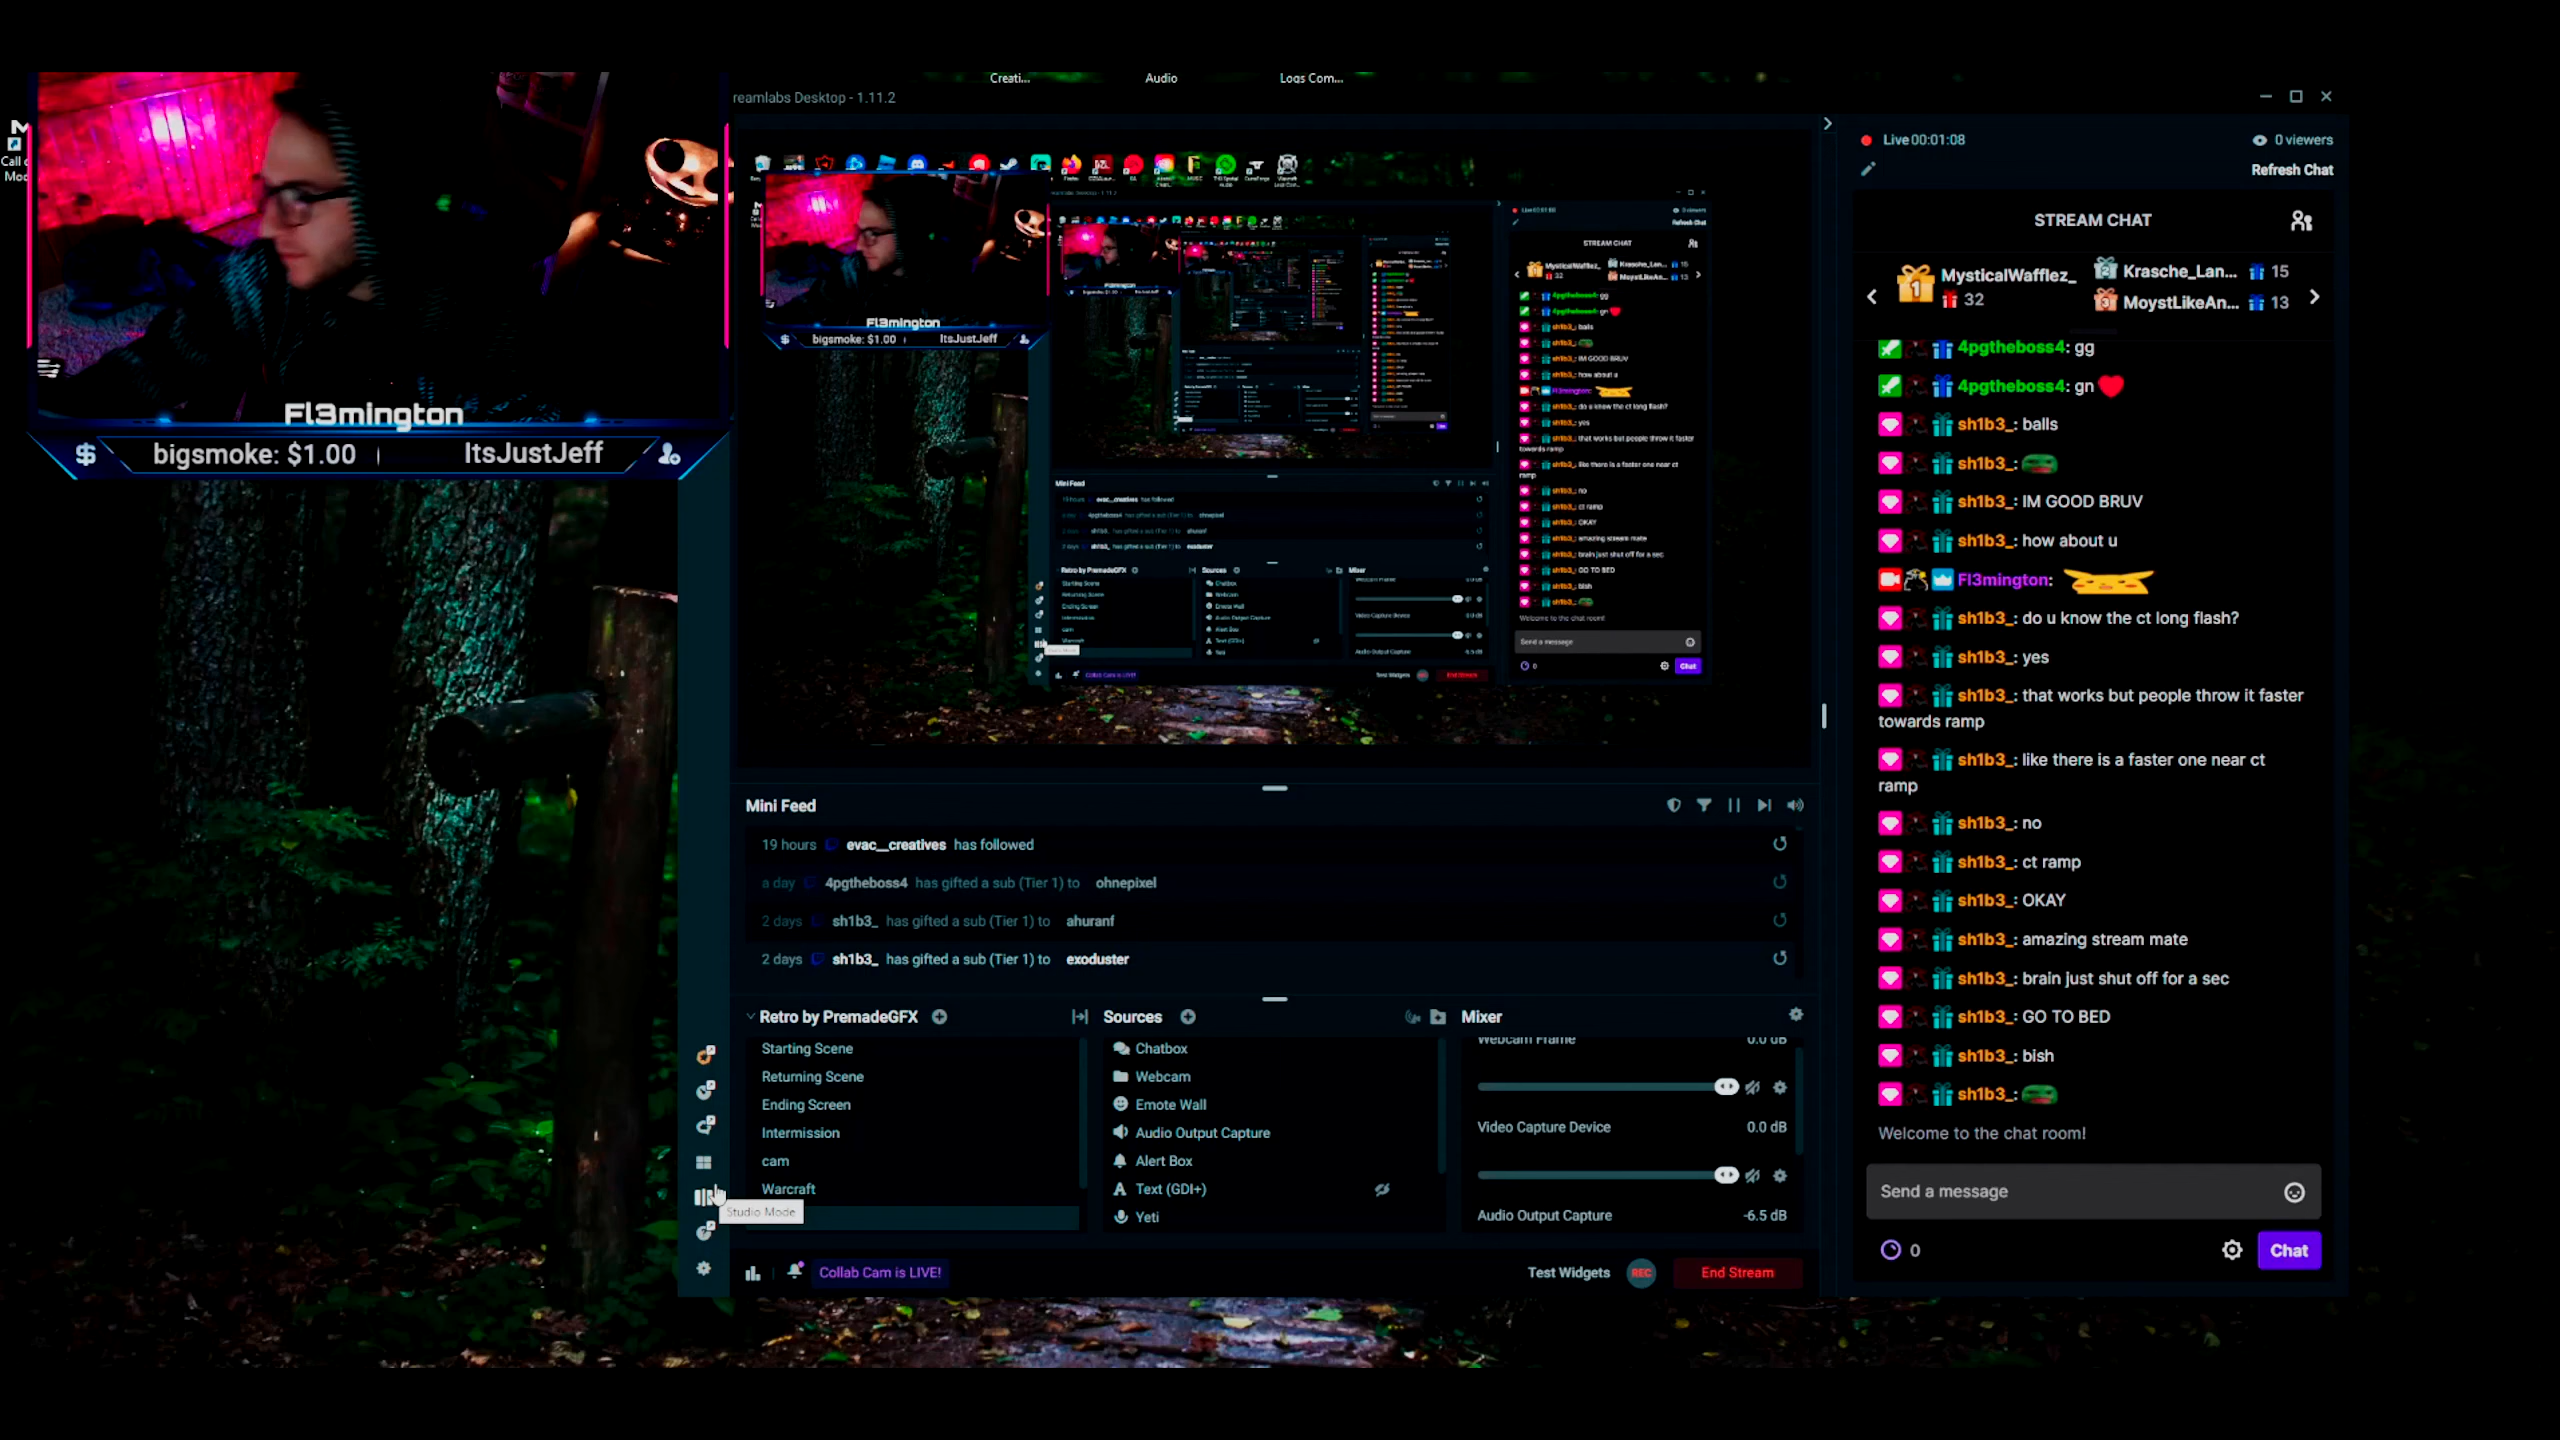 Creati...
Audio
Logs Com...
reamlabs Desktop - 1.11.2
Call
Fl3mington
bigsmoke: $1.00
ItsJustJeff
Live 00:01:08
0 viewers
Refresh Chat
STREAM CHAT
MysticalWafflez_
32
Krasche_Lan... 15
MoystLikeAn... 13
4pgtheboss4: gg
4pgtheboss4: gn
sh1b3_: balls
sh1b3_:
sh1b3_: IM GOOD BRUV
sh1b3_: how about u
Fl3mington:
sh1b3_: do u know the ct long flash?
sh1b3_: yes
sh1b3_: that works but people throw it faster
towards ramp
sh1b3_: like there is a faster one near ct
ramp
sh1b3_: no
sh1b3_: ct ramp
sh1b3_: OKAY
sh1b3_: amazing stream mate
sh1b3_: brain just shut off for a sec
sh1b3_: GO TO BED
sh1b3_: bish
sh1b3_:
Welcome to the chat room!
Send a message
0
Chat
Mini Feed
19 hours evac__creatives has followed
a day 4pgtheboss4 has gifted a sub (Tier 1) to ohnepixel
2 days sh1b3_ has gifted a sub (Tier 1) to ahuranf
2 days sh1b3_ has gifted a sub (Tier 1) to exoduster
Retro by PremadeGFX
Starting Scene
Returning Scene
Ending Screen
Intermission
cam
Warcraft
Studio Mode
Sources
Chatbox
Webcam
Emote Wall
Audio Output Capture
Alert Box
Text (GDI+)
Yeti
Mixer
Webcam Frame 0.0 dB
Video Capture Device 0.0 dB
Audio Output Capture -6.5 dB
Collab Cam is LIVE!
Test Widgets
REC
End Stream